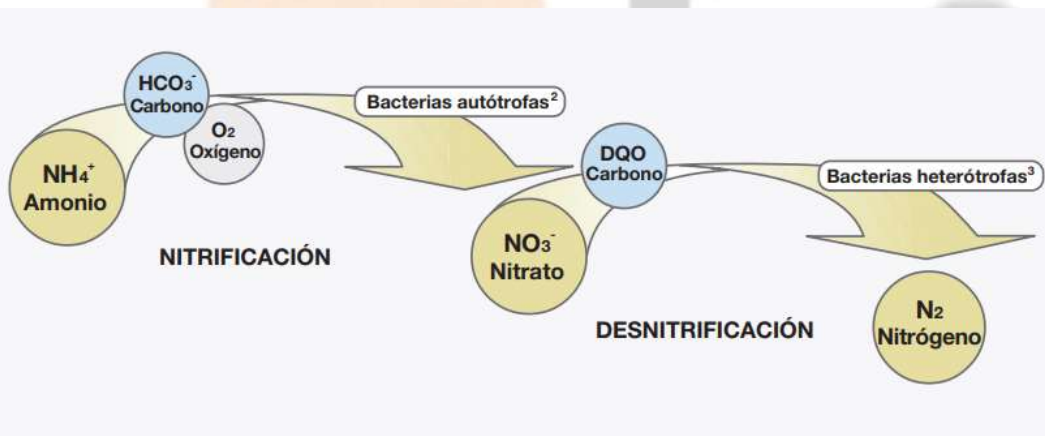 HCO₃⁻
Carbono
O₂
Oxígeno
NH₄⁺
Amonio
Bacterias autótrofas²
NITRIFICACIÓN
DQO
Carbono
NO₃⁻
Nitrato
Bacterias heterótrofas³
DESNITRIFICACIÓN
N₂
Nitrógeno